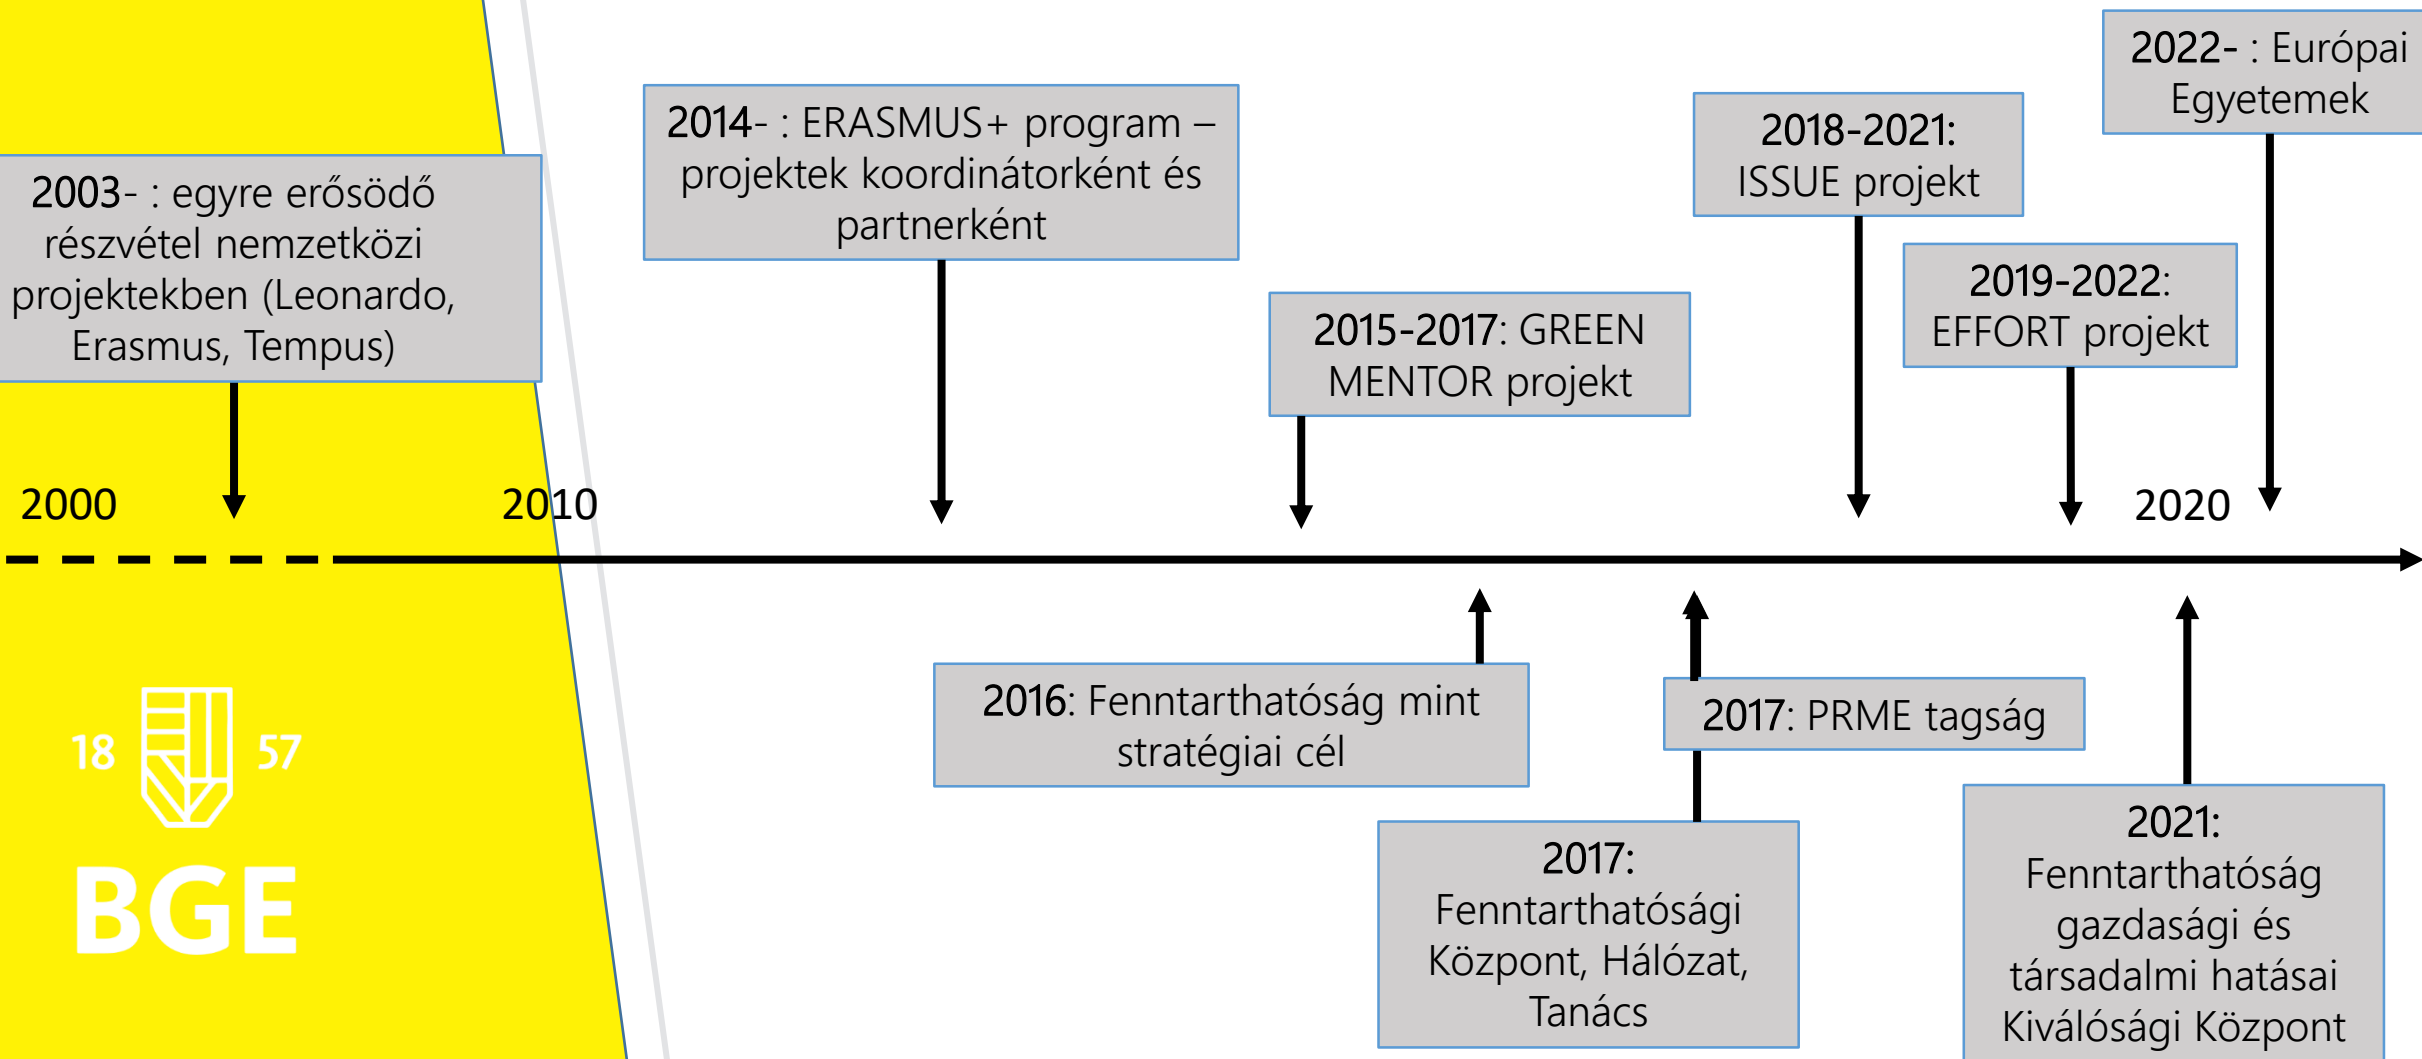 2003- : egyre erősödő
részvétel nemzetközi
projektekben (Leonardo,
Erasmus, Tempus)
2014- : ERASMUS+ program –
projektek koordinátorként és
partnerként
2015-2017: GREEN
MENTOR projekt
2018-2021:
ISSUE projekt
2019-2022:
EFFORT projekt
2022- : Európai
Egyetemek
2000
2010
2020
2016: Fenntarthatóság mint
stratégiai cél
2017: PRME tagság
2017:
Fenntarthatósági
Központ, Hálózat,
Tanács
2021:
Fenntarthatóság
gazdasági és
társadalmi hatásai
Kiválósági Központ
18 57
BGE